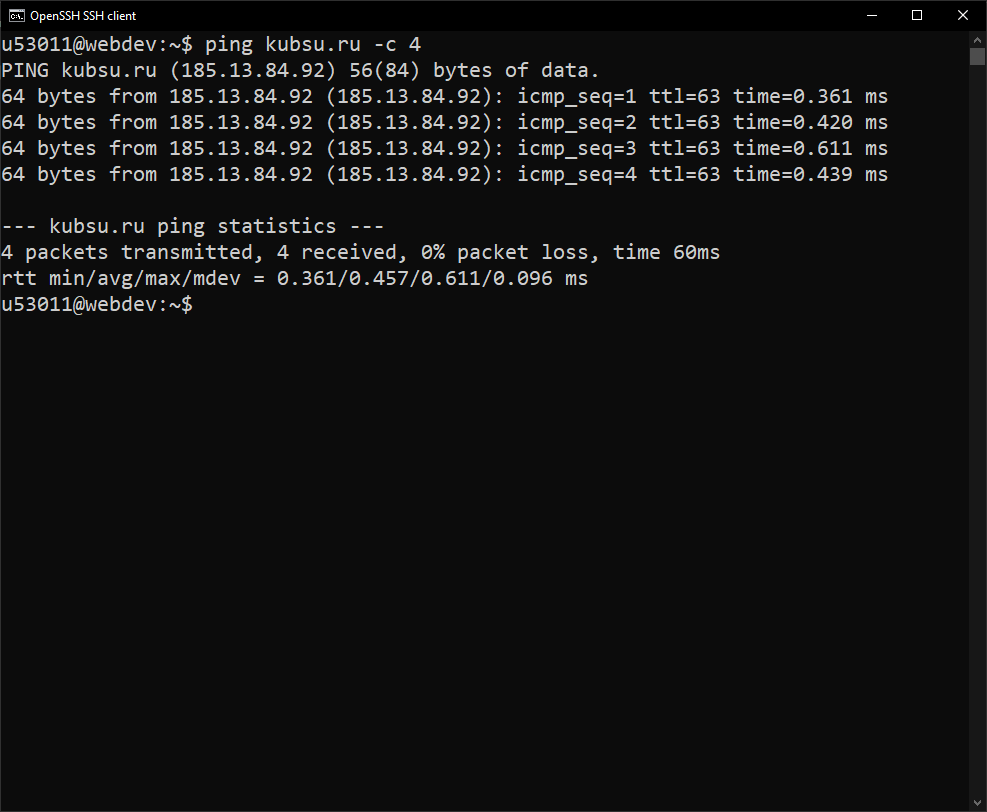 OpenSSH SSH client
u53011@webdev:~$ ping kubsu.ru -c 4
PING kubsu.ru (185.13.84.92) 56(84) bytes of data.
64 bytes from 185.13.84.92 (185.13.84.92): icmp_seq=1 ttl=63 time=0.361 ms
64 bytes from 185.13.84.92 (185.13.84.92): icmp_seq=2 ttl=63 time=0.420 ms
64 bytes from 185.13.84.92 (185.13.84.92): icmp_seq=3 ttl=63 time=0.611 ms
64 bytes from 185.13.84.92 (185.13.84.92): icmp_seq=4 ttl=63 time=0.439 ms
--- kubsu.ru ping statistics ---
4 packets transmitted, 4 received, 0% packet loss, time 60ms
rtt min/avg/max/mdev = 0.361/0.457/0.611/0.096 ms
u53011@webdev:~$